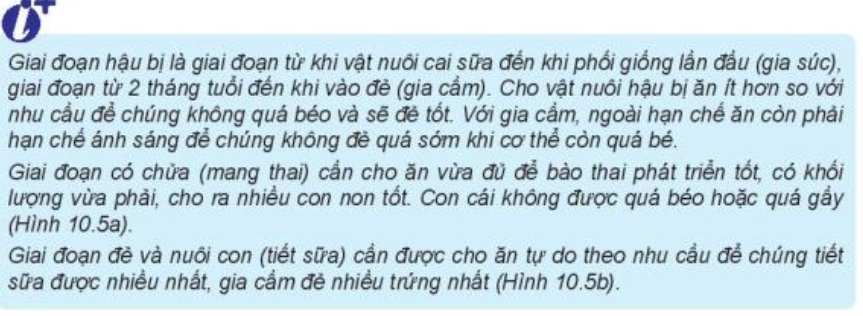 i+
Giai đoạn hậu bị là giai đoạn từ khi vật nuôi cai sữa đến khi phối giống lần đầu (gia súc),
giai đoạn từ 2 tháng tuổi đến khi vào đẻ (gia cầm). Cho vật nuôi hậu bị ăn ít hơn so với
nhu cầu để chúng không quá béo và sẽ đẻ tốt. Với gia cầm, ngoài hạn chế ăn còn phải
hạn chế ánh sáng để chúng không đẻ quá sớm khi cơ thể còn quá bé.
Giai đoạn có chửa (mang thai) cần cho ăn vừa đủ để bào thai phát triển tốt, có khối
lượng vừa phải, cho ra nhiều con non tốt. Con cái không được quá béo hoặc quá gầy
(Hình 10.5a).
Giai đoạn đẻ và nuôi con (tiết sữa) cần được cho ăn tự do theo nhu cầu để chúng tiết
sữa được nhiều nhất, gia cầm đẻ nhiều trứng nhất (Hình 10.5b).